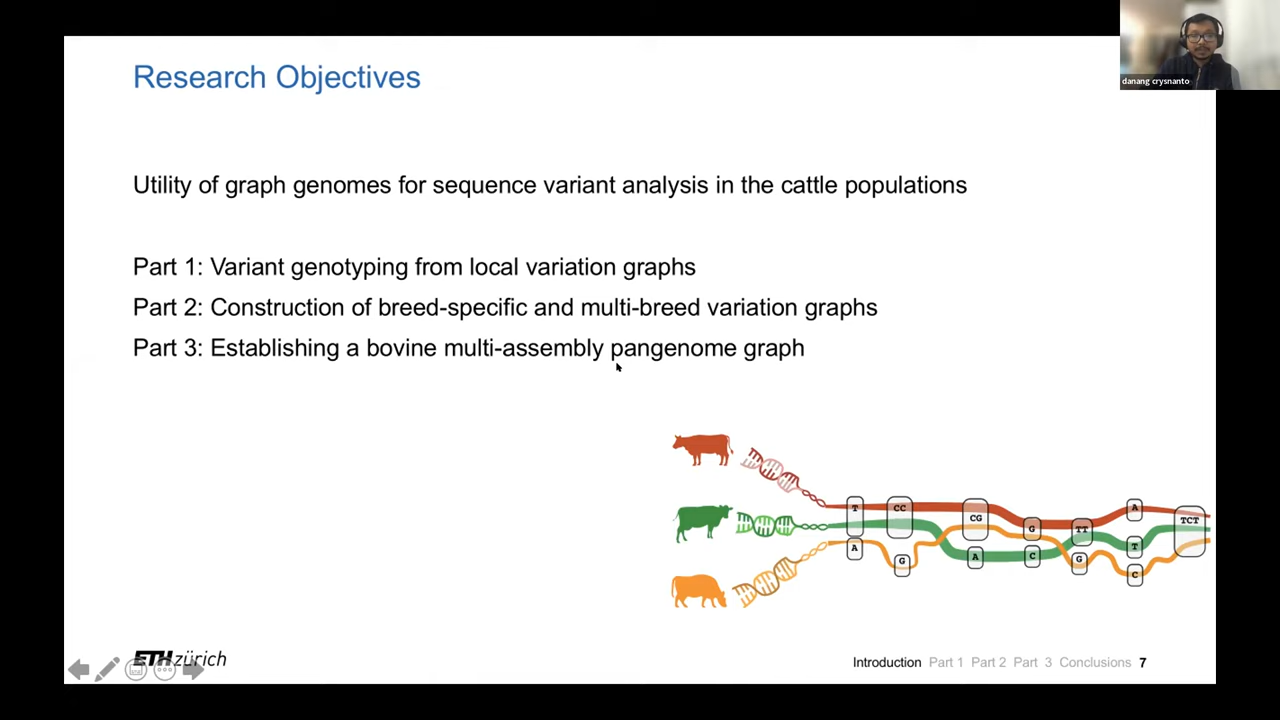 danang crysnanto
Research Objectives
Utility of graph genomes for sequence variant analysis in the cattle populations
Part 1: Variant genotyping from local variation graphs
Part 2: Construction of breed-specific and multi-breed variation graphs
Part 3: Establishing a bovine multi-assembly pangenome graph
T CC CG G TT A TCT
A G A C G T
C
ETH zürich
Introduction Part 1 Part 2 Part 3 Conclusions 7